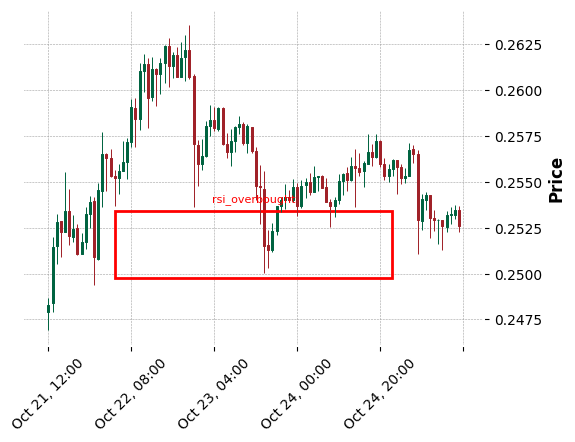 0.2625
0.2600
0.2575
0.2550
0.2525
0.2500
0.2475
Price
rsi_overbought
Oct 21, 12:00
Oct 22, 08:00
Oct 23, 04:00
Oct 24, 00:00
Oct 24, 20:00